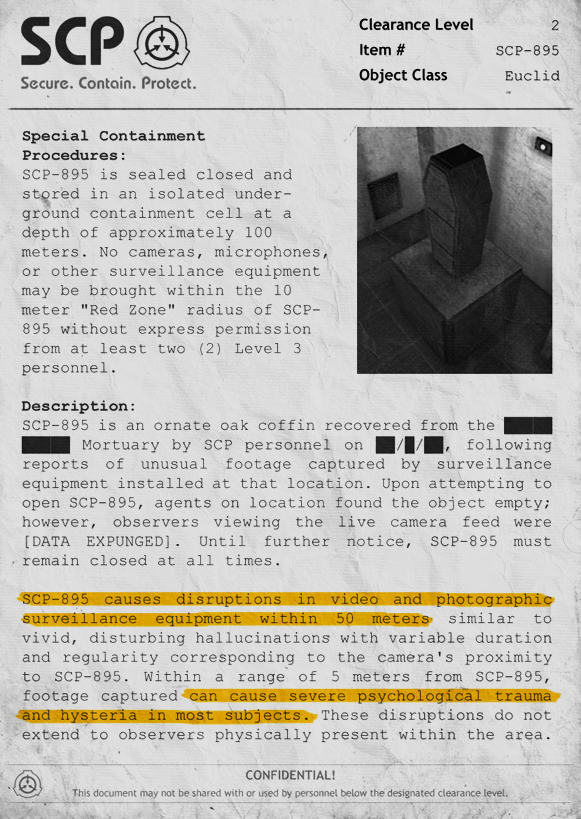 SCP
Secure. Contain. Protect.
Clearance Level 2
Item # SCP-895
Object Class Euclid
Special Containment
Procedures:
SCP-895 is sealed closed and
stored in an isolated under-
ground containment cell at a
depth of approximately 100
meters. No cameras, microphones,
or other surveillance equipment
may be brought within the 10
meter "Red Zone" radius of SCP-
895 without express permission
from at least two (2) Level 3
personnel.
Description:
SCP-895 is an ornate oak coffin recovered from the
Mortuary by SCP personnel on / / , following
reports of unusual footage captured by surveillance
equipment installed at that location. Upon attempting to
open SCP-895, agents on location found the object empty;
however, observers viewing the live camera feed were
[DATA EXPUNGED]. Until further notice, SCP-895 must
remain closed at all times.
SCP-895 causes disruptions in video and photographic
surveillance equipment within 50 meters similar to
vivid, disturbing hallucinations with variable duration
and regularity corresponding to the camera's proximity
to SCP-895. Within a range of 5 meters from SCP-895,
footage captured can cause severe psychological trauma
and hysteria in most subjects. These disruptions do not
extend to observers physically present within the area.
CONFIDENTIAL!
This document may not be shared with or used by personnel below the designated clearance level.